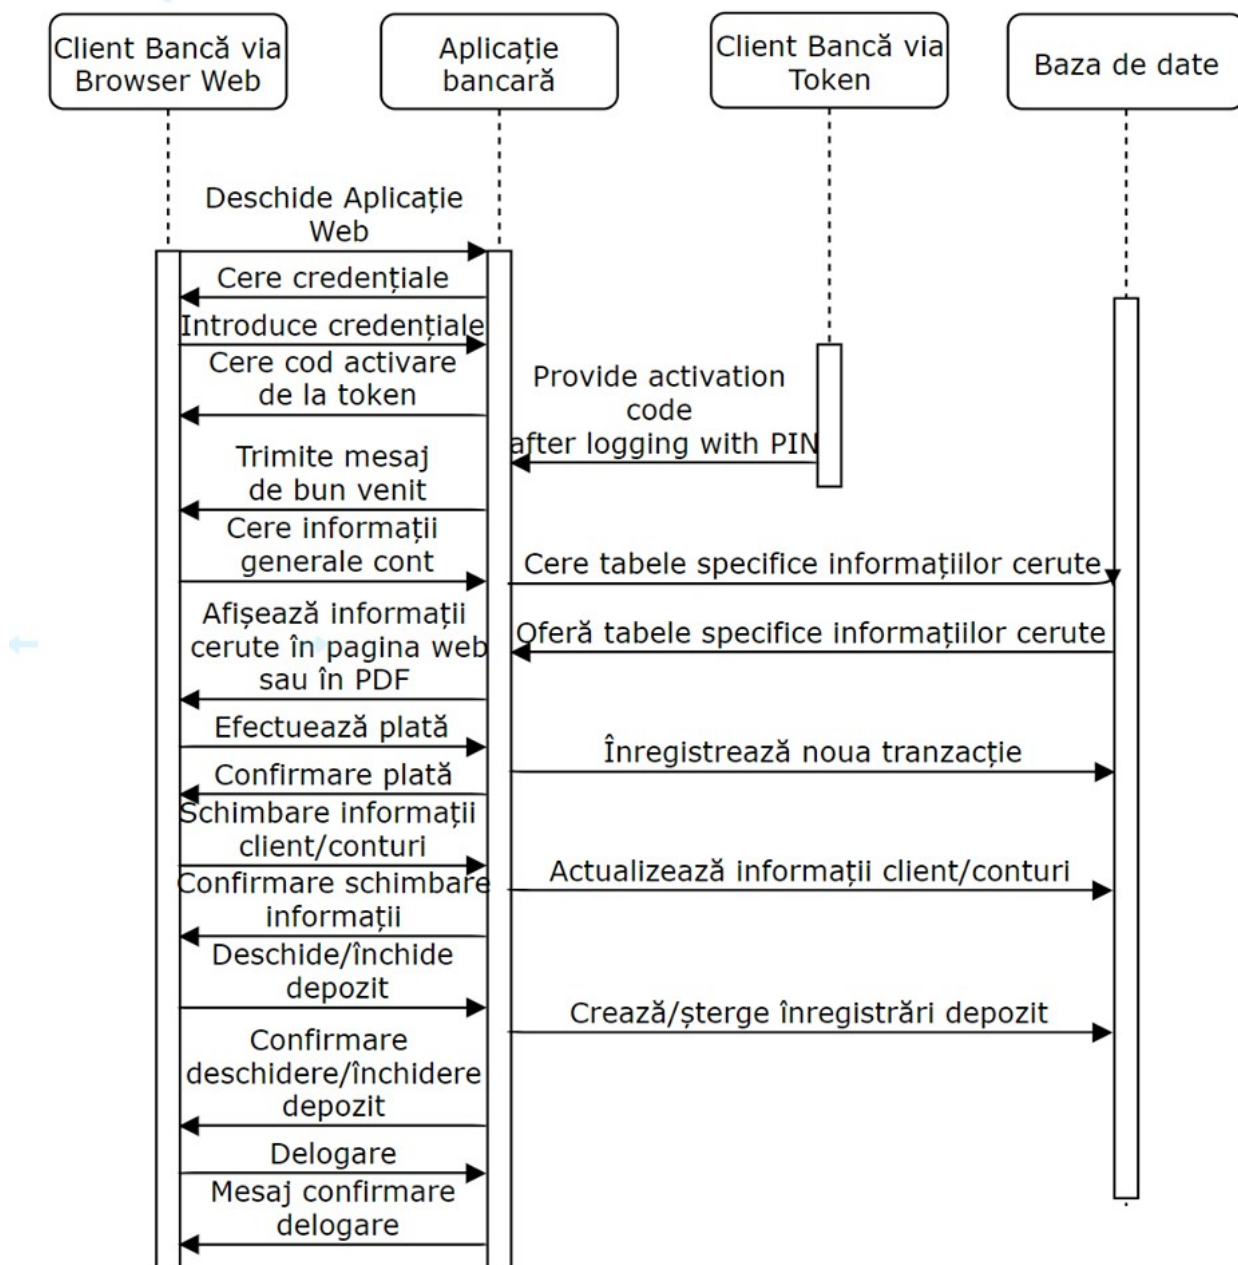 Client Bancă via
Browser Web
Aplicație
bancară
Client Bancă via
Token
Baza de date
Deschide Aplicație
Web
Cere credențiale
Introduce credențiale
Cere cod activare
de la token
Provide activation
code
after logging with PIN
Trimite mesaj
de bun venit
Cere informații
generale cont
Cere tabele specifice informațiilor cerute
Afișează informații
cerute în pagina web
sau în PDF
Oferă tabele specifice informațiilor cerute
Efectuează plată
Înregistrează noua tranzacție
Confirmare plată
Schimbare informații
client/conturi
Actualizează informații client/conturi
Confirmare schimbare
informații
Deschide/închide
depozit
Crează/șterge înregistrări depozit
Confirmare
deschidere/închidere
depozit
Delogare
Mesaj confirmare
delogare